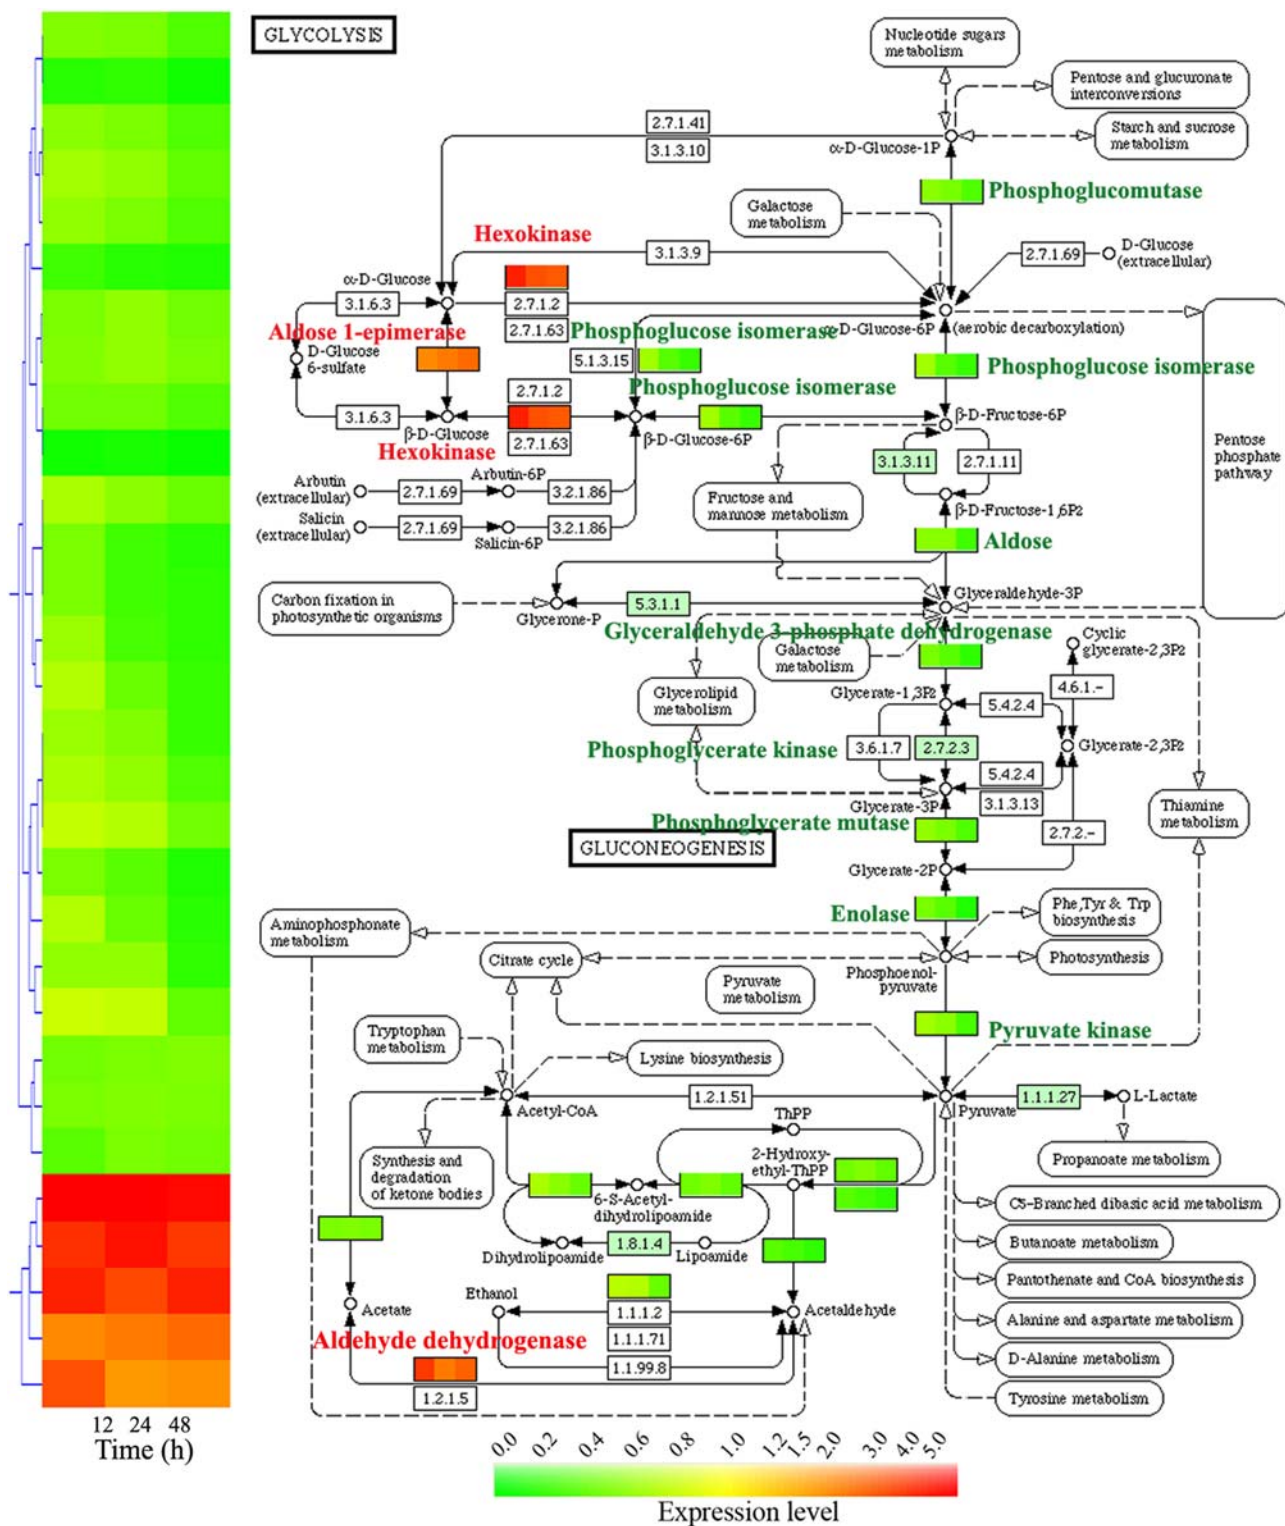 GLYCOLYSIS
Nucleotide sugars
metabolism
Pentose and glucuronate
interconversions
2.7.1.41
Starch and sucrose
metabolism
3.1.3.10
α-D-Glucose-1P
Phosphoglucomutase
Galactose
metabolism
Hexokinase
3.1.3.9
2.7.1.69
D-Glucose
(extracellular)
α-D-Glucose
3.1.6.3
2.7.1.2
2.7.1.63
Aldose 1-epimerase
Phosphoglucose isomerase
α-D-Glucose-6P
(aerobic decarboxylation)
D-Glucose
6-sulfate
5.1.3.15
Phosphoglucose isomerase
Phosphoglucose isomerase
2.7.1.2
3.1.6.3
β-D-Glucose
2.7.1.63
β-D-Glucose-6P
β-D-Fructose-6P
Hexokinase
Pentose
phosphate
pathway
3.1.3.11
2.7.1.11
Arbutin
(extracellular)
2.7.1.69
Arbutin-6P
3.2.1.86
Fructose and
mannose metabolism
β-D-Fructose-1,6P2
Salicin
(extracellular)
2.7.1.69
Salicin-6P
3.2.1.86
Aldose
Carbon fixation in
photosynthetic organisms
Glycerone-P
5.3.1.1
Glyceraldehyde-3P
Glyceraldehyde 3-phosphate dehydrogenase
Galactose
metabolism
Cyclic
glycerate-2,3P2
Glycerolipid
metabolism
Glycerate-1,3P2
5.4.2.4
4.6.1.-
Phosphoglycerate kinase
3.6.1.7
2.7.2.3
Glycerate-2,3P2
5.4.2.4
3.1.3.13
Glycerate-3P
Thiamine
metabolism
Phosphoglycerate mutase
2.7.2.-
GLUCONEOGENESIS
Glycerate-2P
Enolase
Phe,Tyr & Trp
biosynthesis
Aminophosphonate
metabolism
Citrate cycle
Photosynthesis
Phosphoenol-
pyruvate
Pyruvate
metabolism
Pyruvate kinase
Tryptophan
metabolism
Lysine biosynthesis
Acetyl-CoA
1.2.1.51
Pyruvate
1.1.1.27
L-Lactate
ThPP
2-Hydroxy-
ethyl-ThPP
Synthesis and
degradation
of ketone bodies
Propanoate metabolism
6-S-Acetyl-
dihydrolipoamide
C5-Branched dibasic acid metabolism
Dihydrolipoamide
1.8.1.4
Lipoamide
Butanoate metabolism
Pantothenate and CoA biosynthesis
Ethanol
Acetate
1.1.1.2
Acetaldehyde
Alanine and aspartate metabolism
Aldehyde dehydrogenase
1.1.1.71
1.1.99.8
D-Alanine metabolism
1.2.1.5
Tyrosine metabolism
12 24 48
Time (h)
0.0 0.2 0.4 0.6 0.8 1.0 1.2 1.5 2.0 3.0 4.0 5.0
Expression level